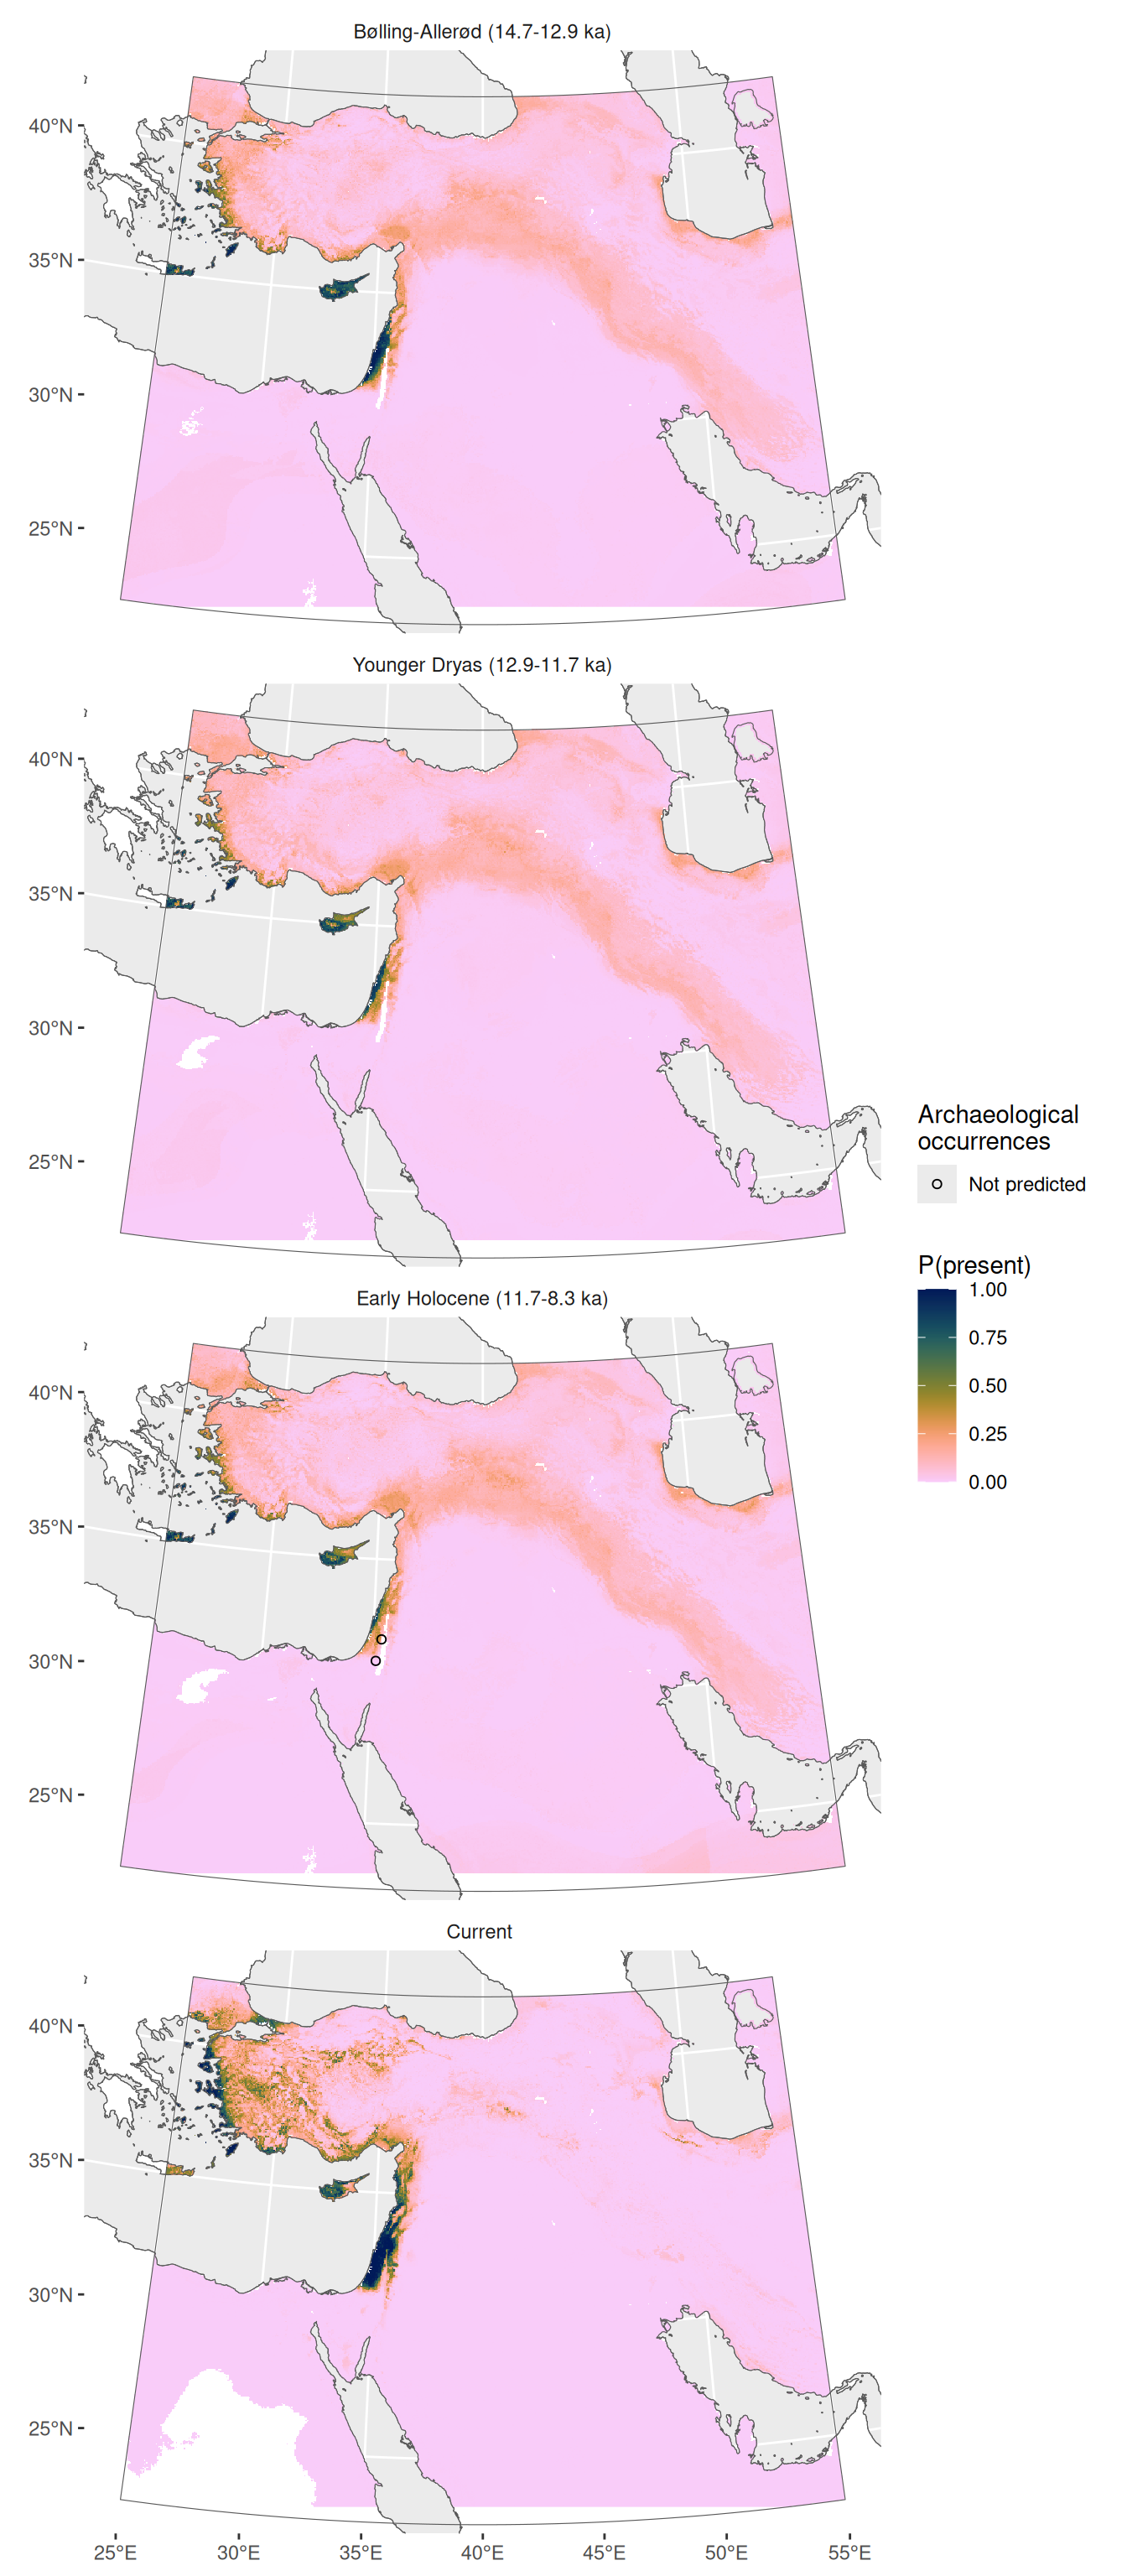 Bølling-Allerød (14.7-12.9 ka)
40°N
35°N
30°N
25°N
Younger Dryas (12.9-11.7 ka)
40°N
35°N
30°N
25°N
Archaeological
occurrences
Not predicted
P(present)
1.00
0.75
0.50
0.25
0.00
Early Holocene (11.7-8.3 ka)
40°N
35°N
30°N
25°N
Current
40°N
35°N
30°N
25°N
25°E 30°E 35°E 40°E 45°E 50°E 55°E